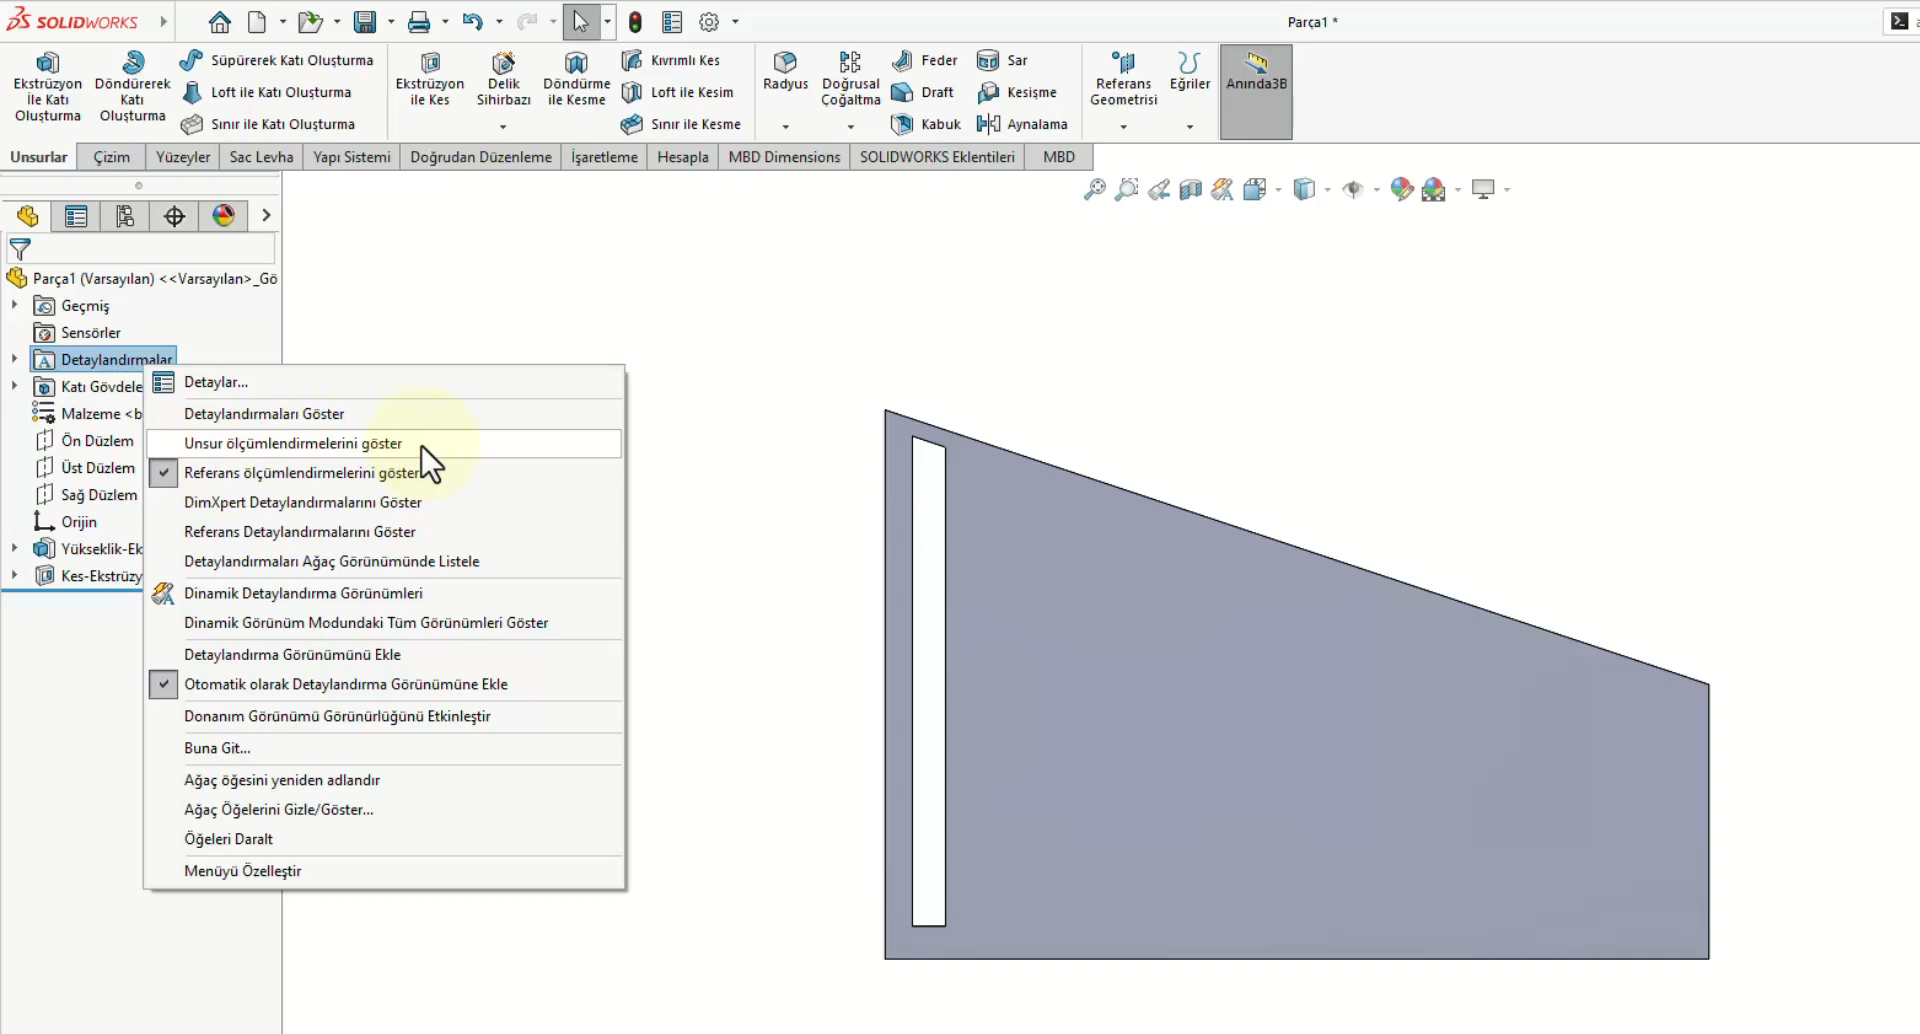 SOLIDWORKS
Parça1 *
Ekstrüzyon
İle Katı
Oluşturma
Döndürerek
Katı
Oluşturma
Süpürerek Katı Oluşturma
Loft ile Katı Oluşturma
Sınır ile Katı Oluşturma
Ekstrüzyon
ile Kes
Delik
Sihirbazı
Döndürme
ile Kesme
Kıvrımlı Kes
Loft ile Kesim
Sınır ile Kesme
Radyus
Doğrusal
Çoğaltma
Feder
Draft
Kabuk
Sar
Kesişme
Aynalama
Referans
Geometrisi
Eğriler
Anında3B
Unsurlar
Çizim
Yüzeyler
Sac Levha
Yapı Sistemi
Doğrudan Düzenleme
İşaretleme
Hesapla
MBD Dimensions
SOLIDWORKS Eklentileri
MBD
Parça1 (Varsayılan) <<Varsayılan>_Gö
Geçmiş
Sensörler
Detaylandırmalar
Katı Gövdele
Malzeme <b
Ön Düzlem
Üst Düzlem
Sağ Düzlem
Orijin
Yükseklik-Ek
Kes-Ekstrüzy
Detaylar...
Detaylandırmaları Göster
Unsur ölçümlendirmelerini göster
Referans ölçümlendirmelerini göster
DimXpert Detaylandırmalarını Göster
Referans Detaylandırmalarını Göster
Detaylandırmaları Ağaç Görünümünde Listele
Dinamik Detaylandırma Görünümleri
Dinamik Görünüm Modundaki Tüm Görünümleri Göster
Detaylandırma Görünümünü Ekle
Otomatik olarak Detaylandırma Görünümüne Ekle
Donanım Görünümü Görünürlüğünü Etkinleştir
Buna Git...
Ağaç öğesini yeniden adlandır
Ağaç Öğelerini Gizle/Göster...
Öğeleri Daralt
Menüyü Özelleştir